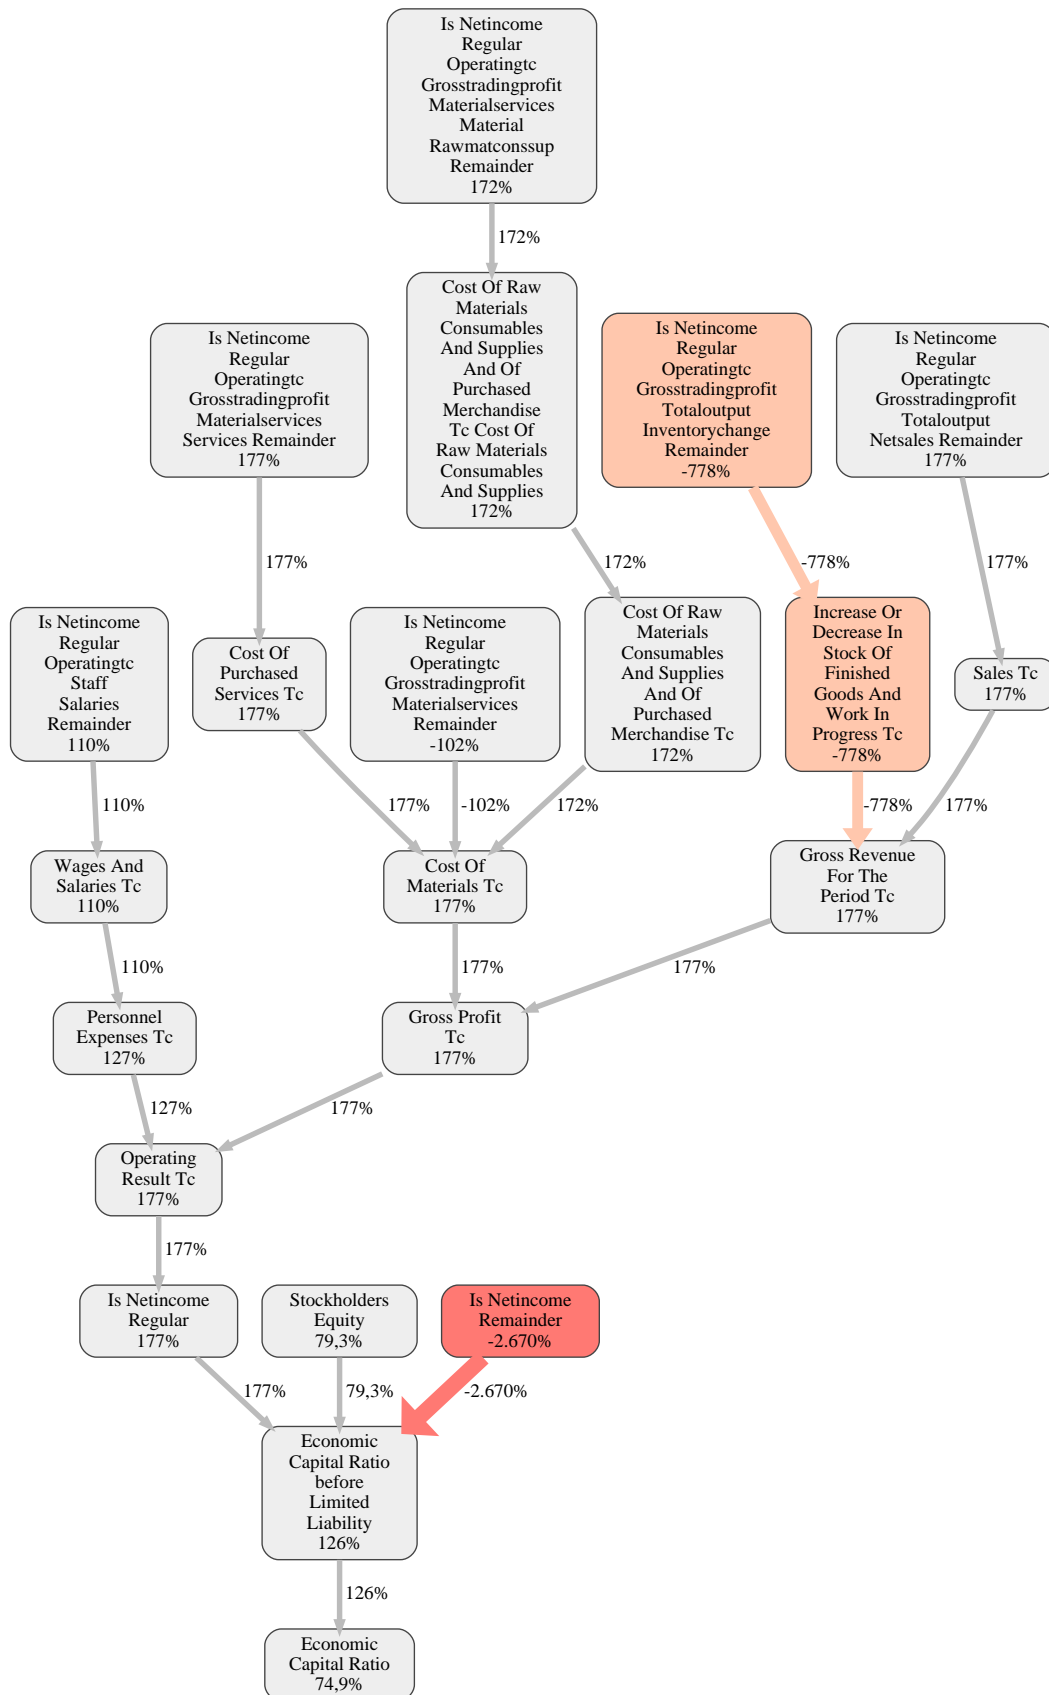 Is Netincome
Regular
Operatingtc
Grosstradingprofit
Materialservices
Material
Rawmatconssup
Remainder
172%
172%
Cost Of Raw
Materials
Consumables
And Supplies
And Of
Purchased
Merchandise
Tc Cost Of
Raw Materials
Consumables
And Supplies
172%
Is Netincome
Regular
Operatingtc
Grosstradingprofit
Materialservices
Services Remainder
177%
Is Netincome
Regular
Operatingtc
Grosstradingprofit
Totaloutput
Inventorychange
Remainder
-778%
Is Netincome
Regular
Operatingtc
Grosstradingprofit
Totaloutput
Netsales Remainder
177%
177%
172%
-778%
177%
Is Netincome
Regular
Operatingtc
Staff
Salaries
Remainder
110%
Cost Of
Purchased
Services Tc
177%
Is Netincome
Regular
Operatingtc
Grosstradingprofit
Materialservices
Remainder
-102%
Cost Of Raw
Materials
Consumables
And Supplies
And Of
Purchased
Merchandise Tc
172%
Increase Or
Decrease In
Stock Of
Finished
Goods And
Work In
Progress Tc
-778%
Sales Tc
177%
110%
177%
-102%
172%
-778%
177%
Wages And
Salaries Tc
110%
Cost Of
Materials Tc
177%
Gross Revenue
For The
Period Tc
177%
110%
177%
177%
Personnel
Expenses Tc
127%
Gross Profit
Tc
177%
127%
177%
Operating
Result Tc
177%
177%
Is Netincome
Regular
177%
Stockholders
Equity
79,3%
Is Netincome
Remainder
-2.670%
177%
79,3%
-2.670%
Economic
Capital Ratio
before
Limited
Liability
126%
126%
Economic
Capital Ratio
74,9%